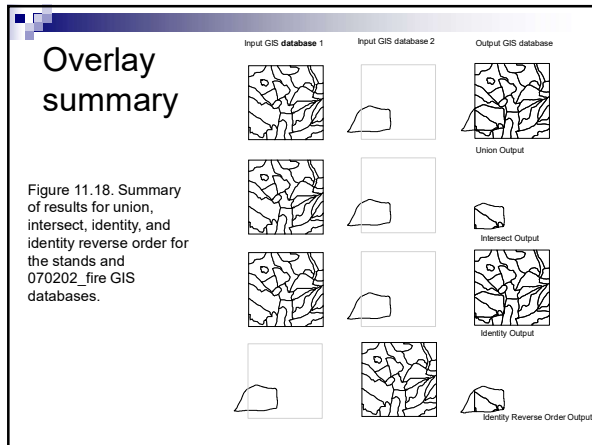 Overlay
summary
Figure 11.18. Summary
of results for union,
intersect, identity, and
identity reverse order for
the stands and
070202_fire GIS
databases.
Input GIS database 1
Input GIS database 2
Output GIS database
Union Output
Intersect Output
Identity Output
Identity Reverse Order Output